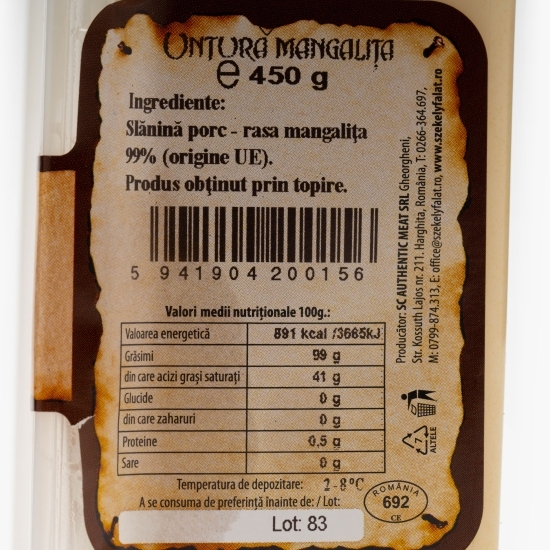 UNTURĂ MANGALIȚA
℮ 450 g
Ingrediente:
Slănină porc - rasa mangaliţa
99% (origine UE).
Produs obţinut prin topire.
5 941904 200156
Valori medii nutriționale 100g.:
Valoarea energetică 891 kcal /3665kJ
Grăsimi 99 g
din care acizi grași saturați 41 g
Glucide 0 g
din care zaharuri 0 g
Proteine 0,5 g
Sare 0 g
Temperatura de depozitare: 2-8°C
A se consuma de preferință înainte de: / Lot:
Lot: 83
Producător: SC AUTHENTIC MEAT SRL Gheorgheni,
Str. Kossuth Lajos nr. 211. Harghita, România, T: 0266-364.697,
M: 0799-874.313, E: office@szekelyfalat.ro, www.szekelyfalat.ro
7
ALTELE
ROMÂNIA
692
CE